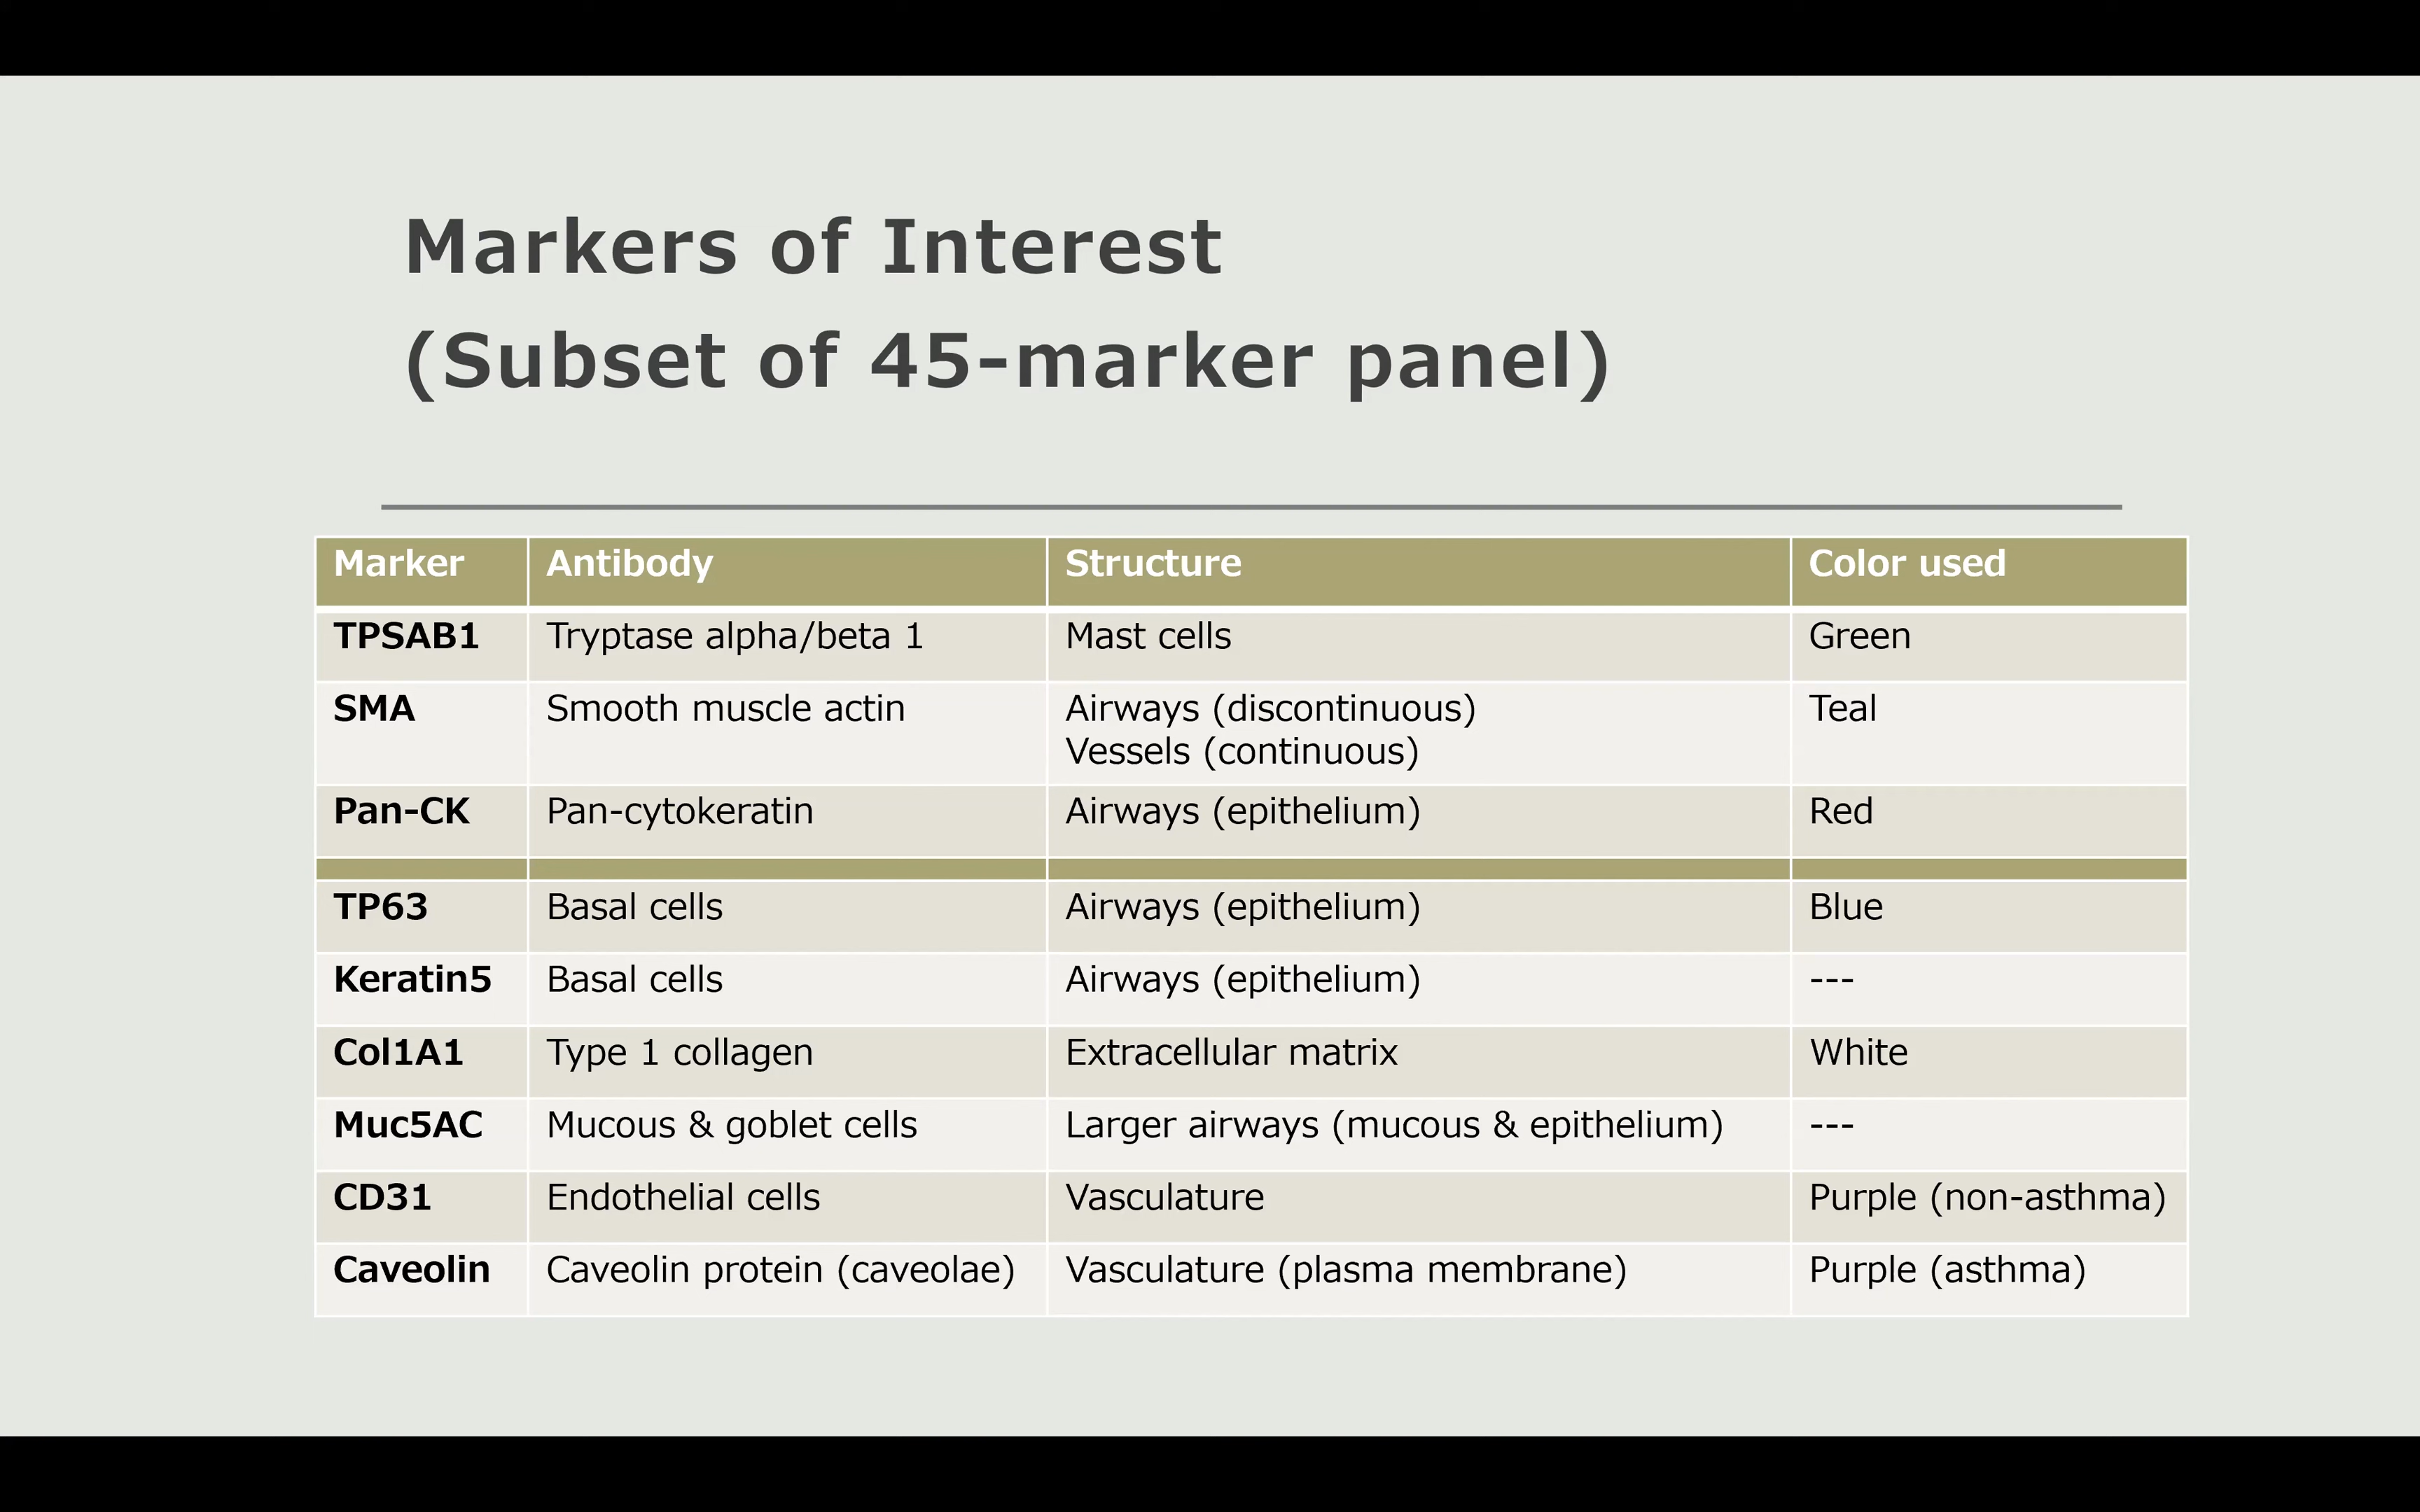 Markers of Interest
(Subset of 45-marker panel)
Marker Antibody Structure Color used
TPSAB1 Tryptase alpha/beta 1 Mast cells Green
SMA Smooth muscle actin Airways (discontinuous) Teal
Vessels (continuous)
Pan-CK Pan-cytokeratin Airways (epithelium) Red
TP63 Basal cells Airways (epithelium) Blue
Keratin5 Basal cells Airways (epithelium) ---
Col1A1 Type 1 collagen Extracellular matrix White
Muc5AC Mucous & goblet cells Larger airways (mucous & epithelium) ---
CD31 Endothelial cells Vasculature Purple (non-asthma)
Caveolin Caveolin protein (caveolae) Vasculature (plasma membrane) Purple (asthma)